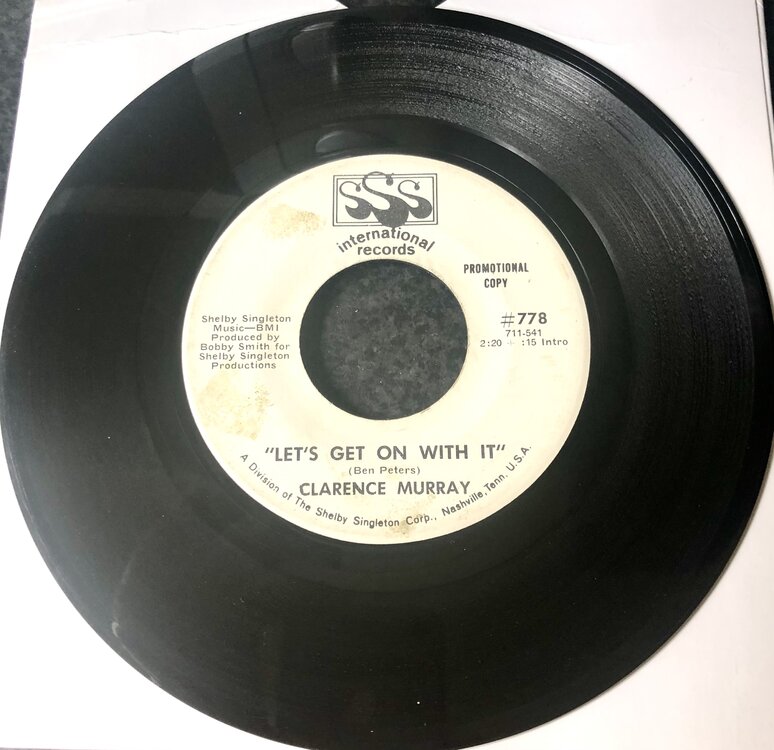 SSS
international
records
PROMOTIONAL
COPY
Shelby Singleton
Music—BMI
Produced by
Bobby Smith for
Shelby Singleton
Productions
#778
711-541
2:20 + :15 Intro
"LET'S GET ON WITH IT"
(Ben Peters)
CLARENCE MURRAY
A Division of The Shelby Singleton Corp., Nashville, Tenn. U.S.A.